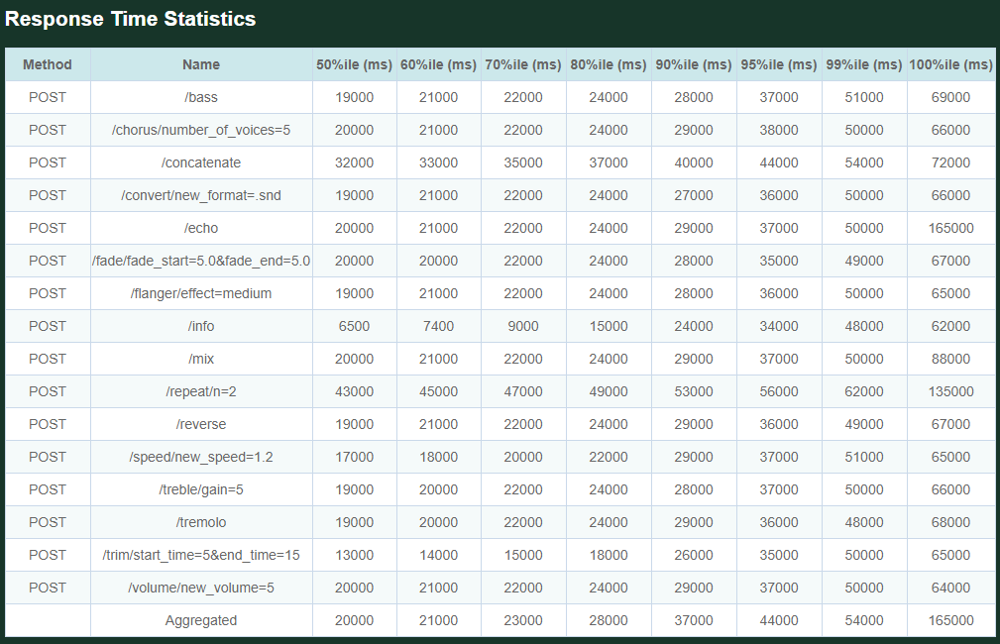 Response Time Statistics
Method Name 50%ile (ms) 60%ile (ms) 70%ile (ms) 80%ile (ms) 90%ile (ms) 95%ile (ms) 99%ile (ms) 100%ile (ms)
POST /bass 19000 21000 22000 24000 28000 37000 51000 69000
POST /chorus/number_of_voices=5 20000 21000 22000 24000 29000 38000 50000 66000
POST /concatenate 32000 33000 35000 37000 40000 44000 54000 72000
POST /convert/new_format=.snd 19000 21000 22000 24000 27000 36000 50000 66000
POST /echo 20000 21000 22000 24000 29000 37000 50000 165000
POST /fade/fade_start=5.0&fade_end=5.0 20000 20000 22000 24000 28000 35000 49000 67000
POST /flanger/effect=medium 19000 21000 22000 24000 28000 36000 50000 65000
POST /info 6500 7400 9000 15000 24000 34000 48000 62000
POST /mix 20000 21000 22000 24000 29000 37000 50000 88000
POST /repeat/n=2 43000 45000 47000 49000 53000 56000 62000 135000
POST /reverse 19000 21000 22000 24000 29000 36000 49000 67000
POST /speed/new_speed=1.2 17000 18000 20000 22000 29000 37000 51000 65000
POST /treble/gain=5 19000 20000 22000 24000 28000 37000 50000 66000
POST /tremolo 19000 20000 22000 24000 29000 36000 48000 68000
POST /trim/start_time=5&end_time=15 13000 14000 15000 18000 26000 35000 50000 65000
POST /volume/new_volume=5 20000 21000 22000 24000 29000 37000 50000 64000
Aggregated 20000 21000 23000 28000 37000 44000 54000 165000